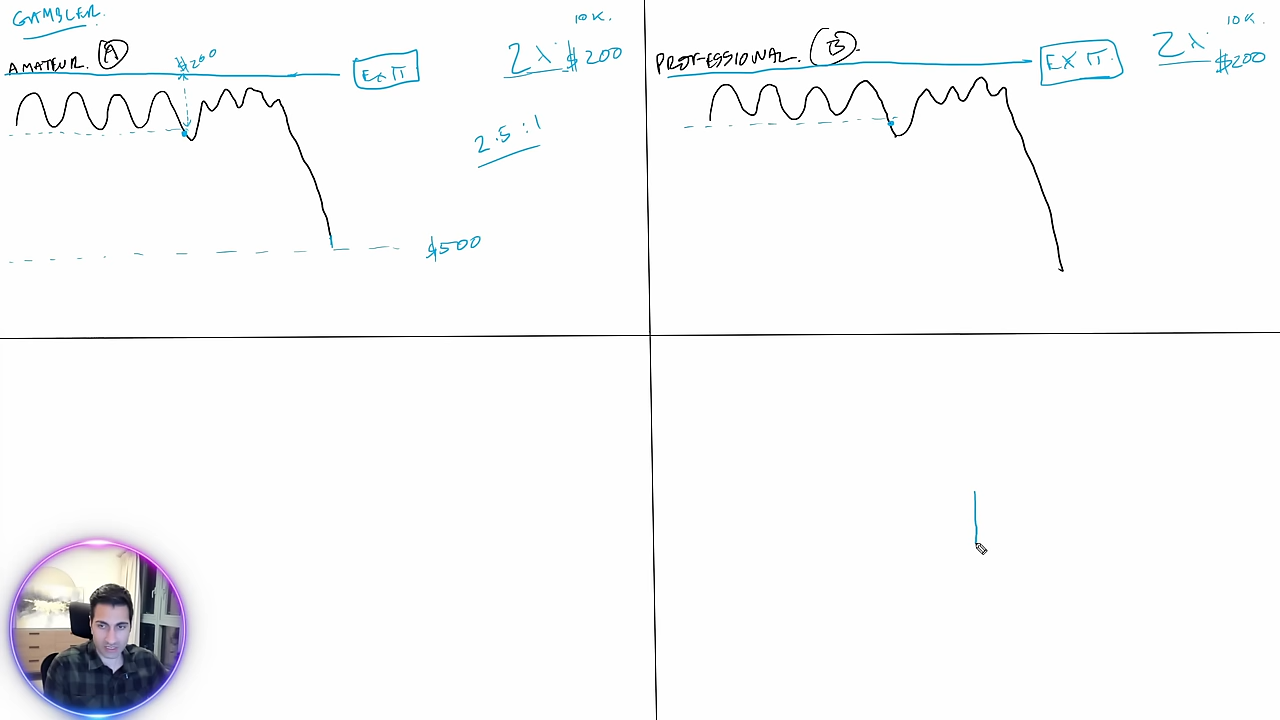 GAMBLER.
10K.
AMATEUR. A
$200
EXIT
2%. $200
2.5:1
$500
10K.
PROFESSIONAL. B.
EXIT.
2%.
$200